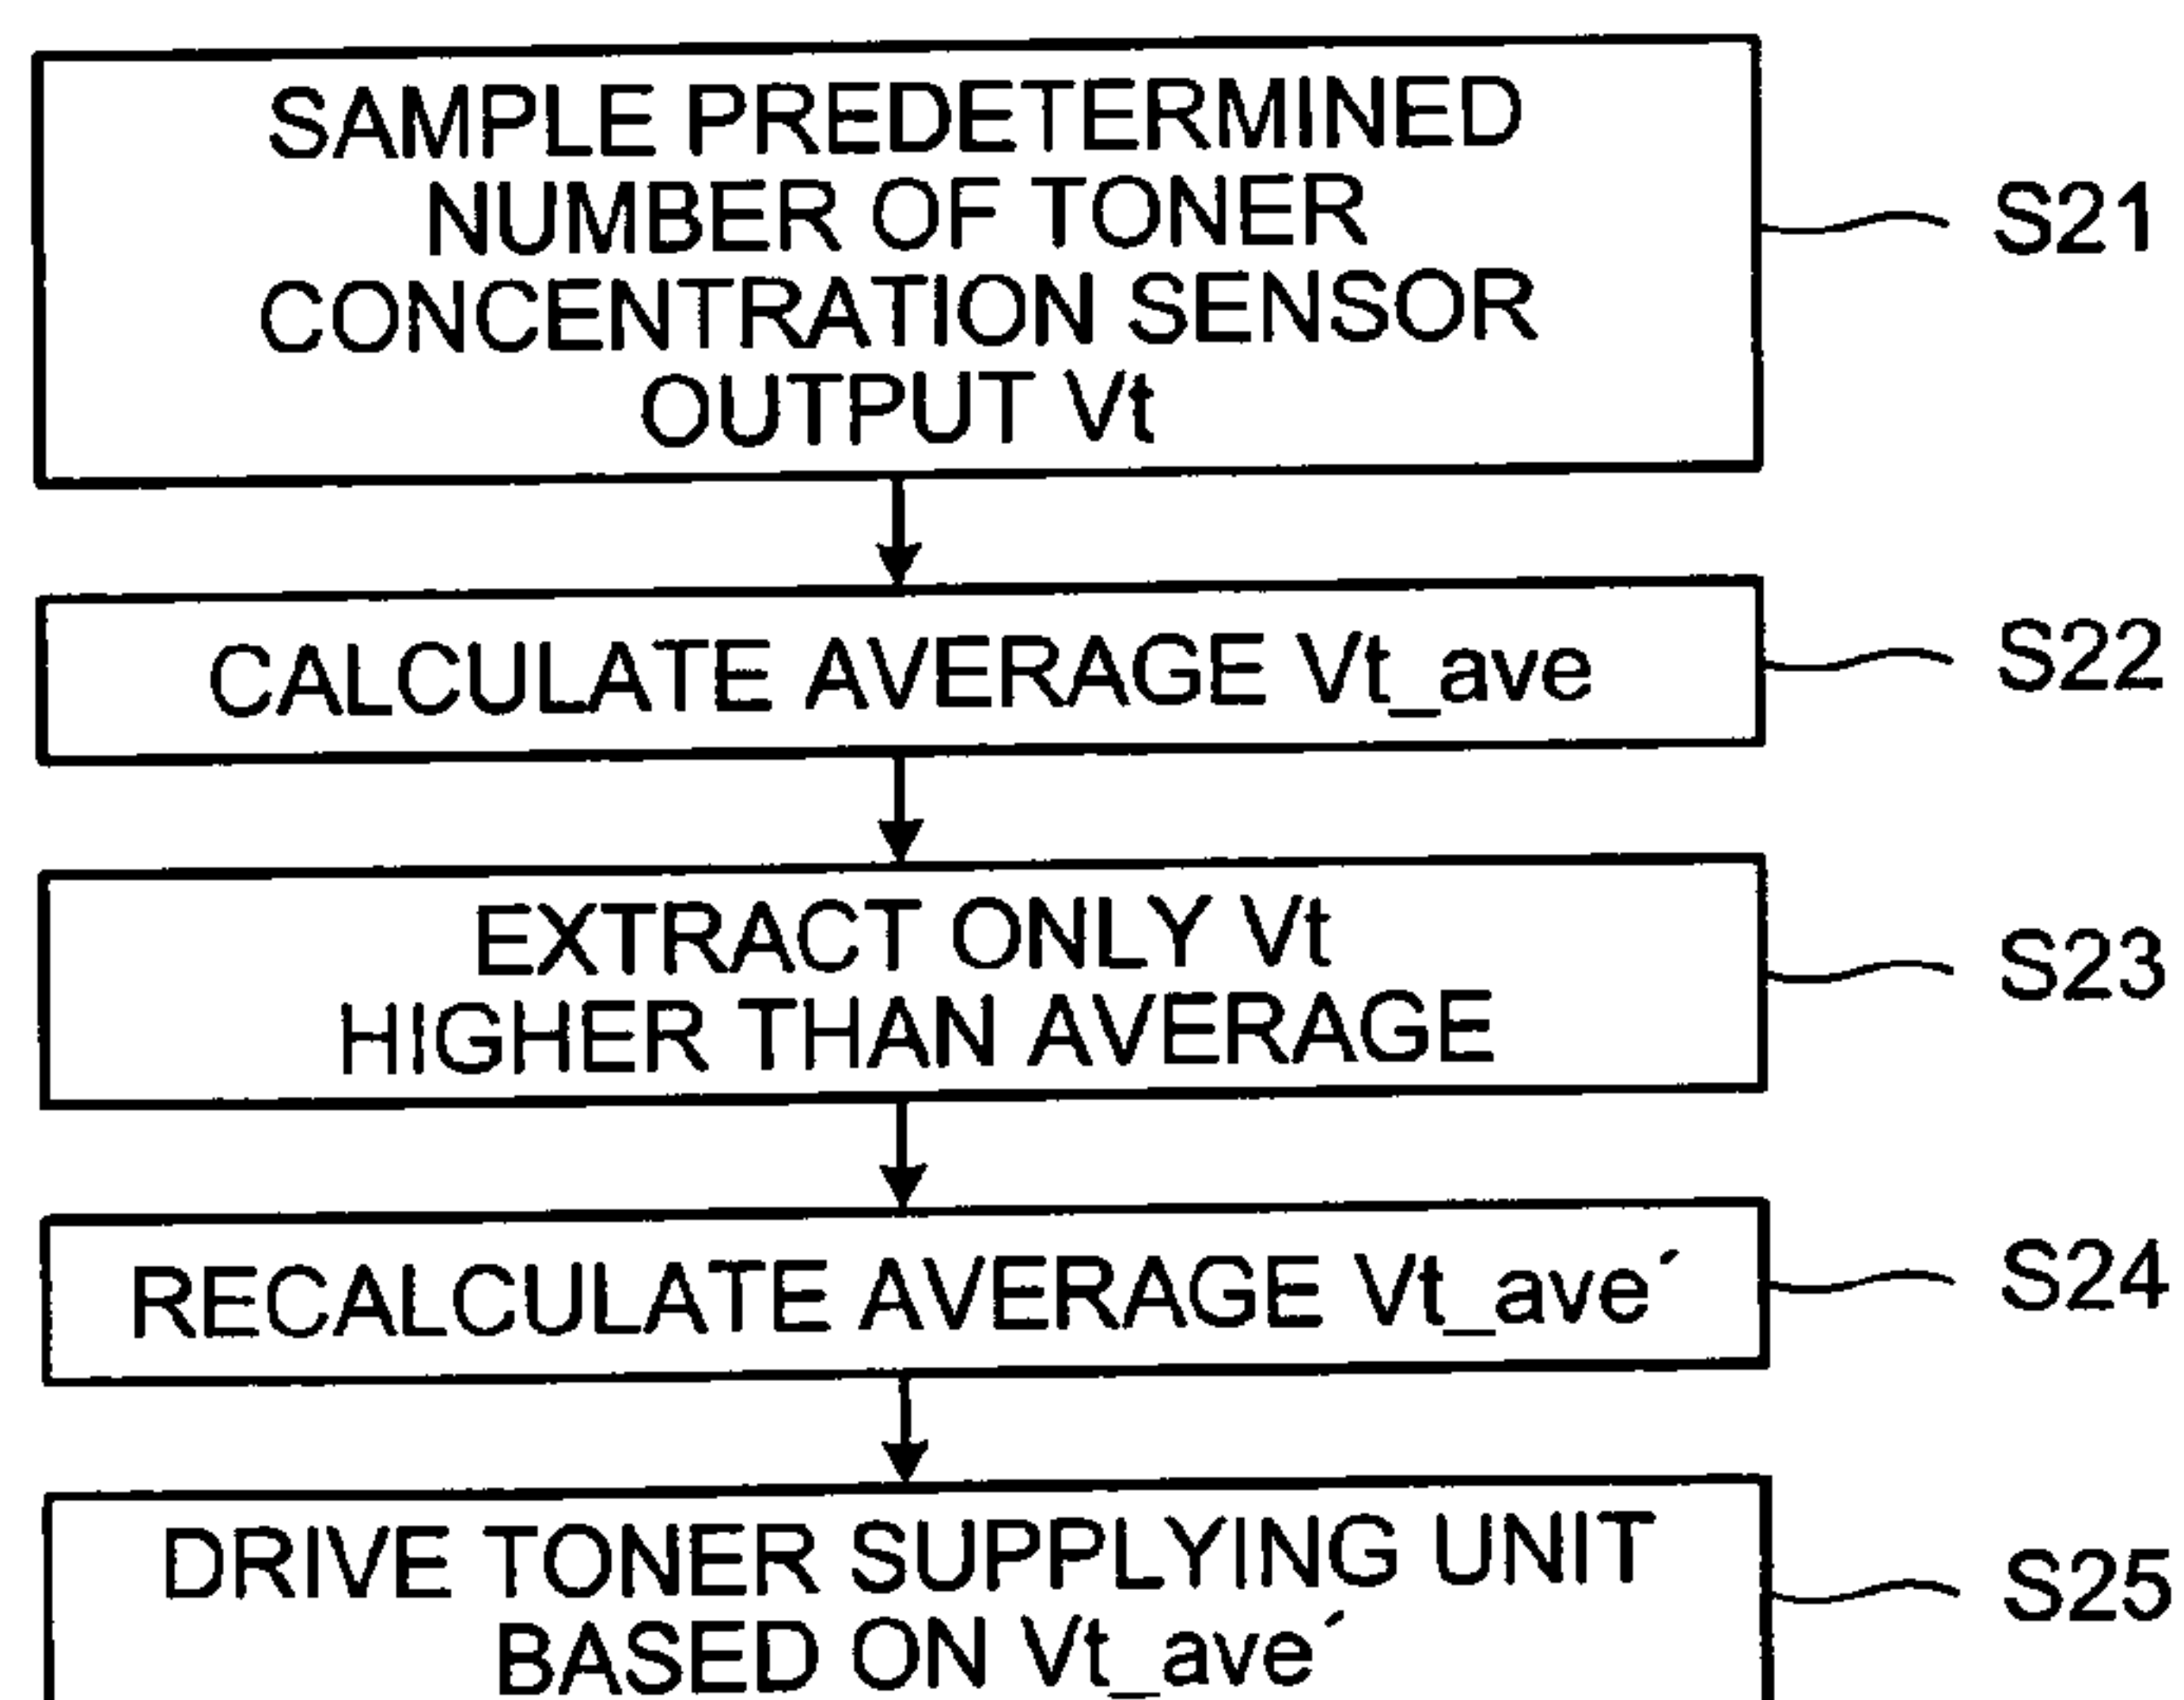 SAMPLE PREDETERMINED
NUMBER OF TONER
CONCENTRATION SENSOR
OUTPUT Vt
S21
CALCULATE AVERAGE Vt_ave
S22
EXTRACT ONLY Vt
HIGHER THAN AVERAGE
S23
RECALCULATE AVERAGE Vt_ave´
S24
DRIVE TONER SUPPLYING UNIT
BASED ON Vt_ave´
S25